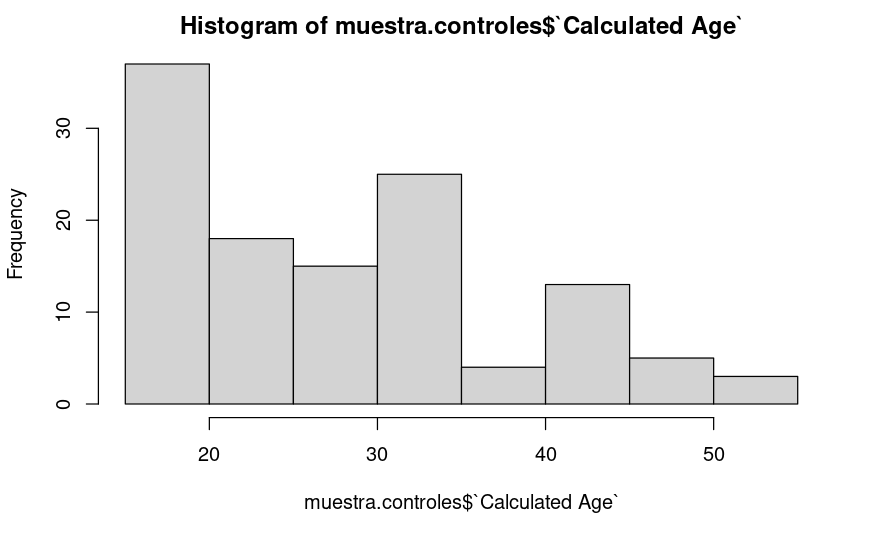 Histogram of muestra.controles$`Calculated Age`
Frequency
30
20
10
0
20 30 40 50
muestra.controles$`Calculated Age`